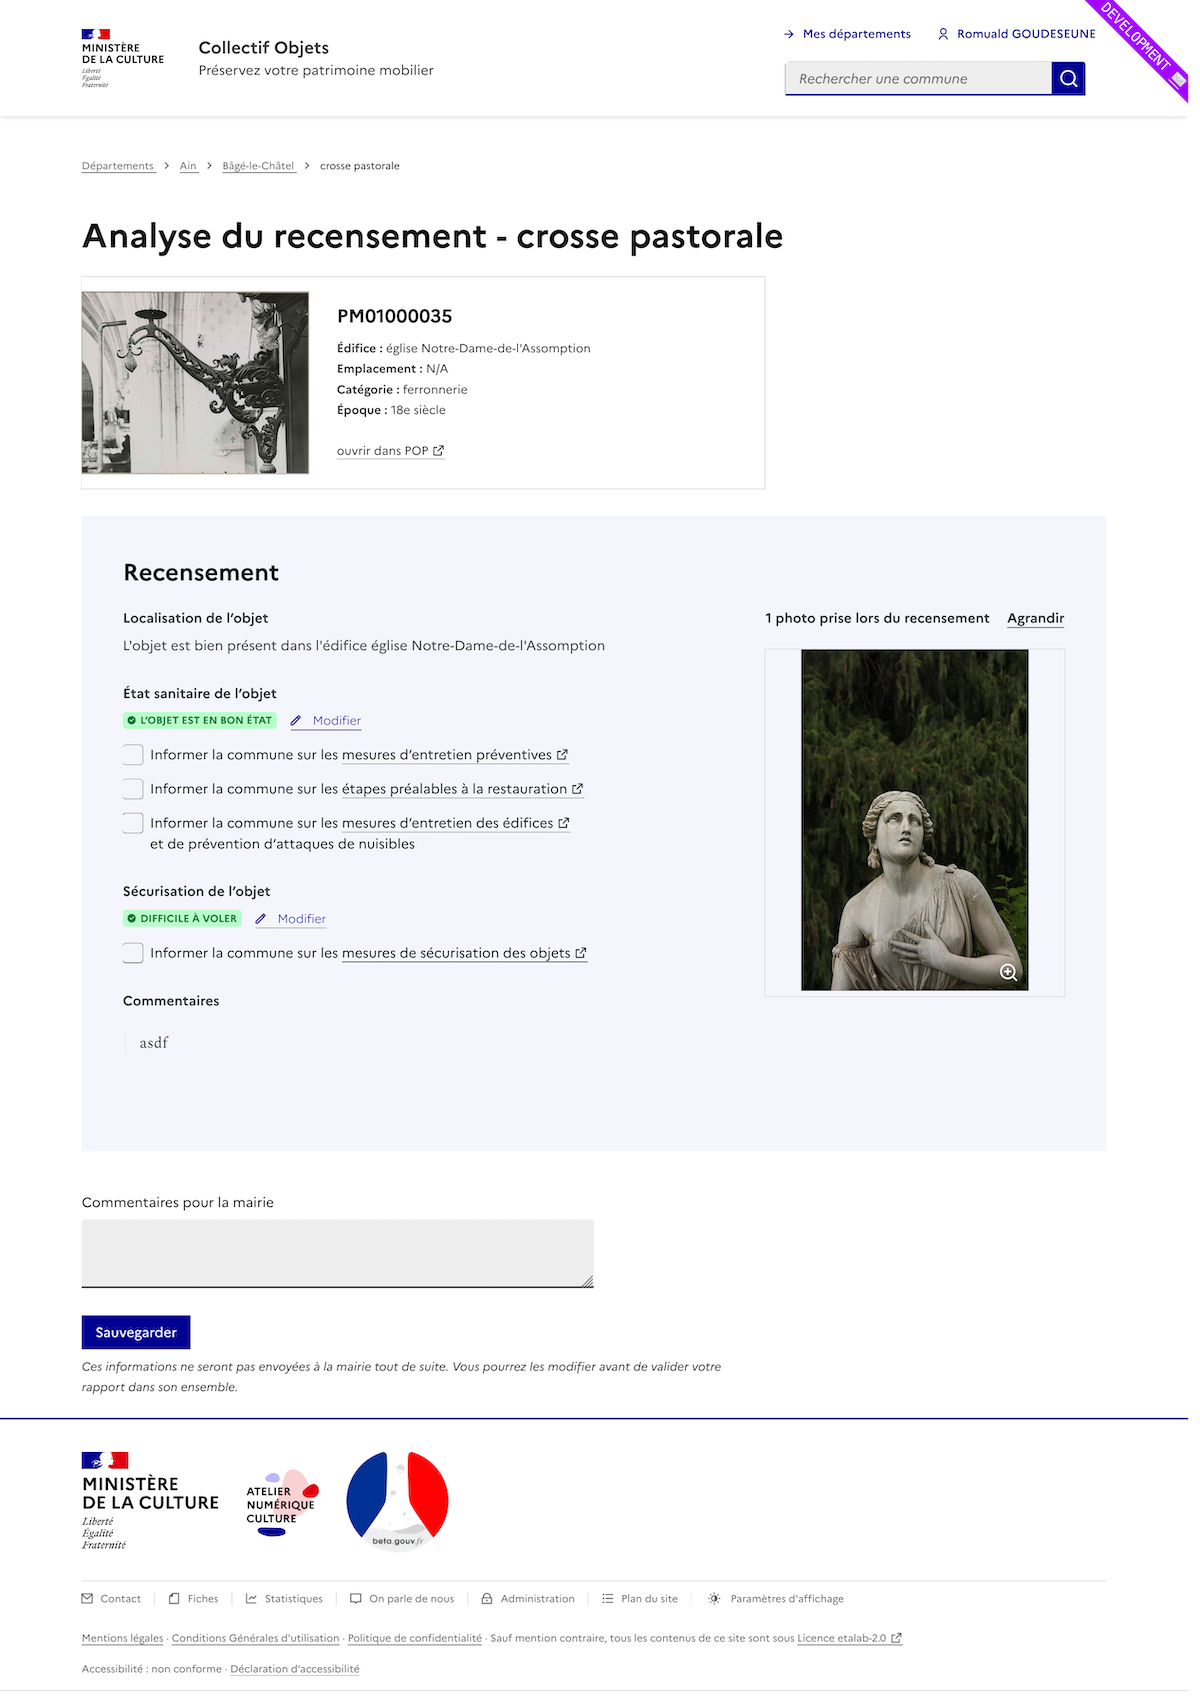 MINISTÈRE
DE LA CULTURE
Liberté
Égalité
Fraternité
Collectif Objets
Préservez votre patrimoine mobilier
Mes départements
Romuald GOUDESEUNE
DEVELOPMENT
Rechercher une commune
Départements > Ain > Bâgé-le-Châtel > crosse pastorale
Analyse du recensement - crosse pastorale
PM01000035
Édifice : église Notre-Dame-de-l'Assomption
Emplacement : N/A
Catégorie : ferronnerie
Époque : 18e siècle
ouvrir dans POP
Recensement
Localisation de l’objet
L'objet est bien présent dans l'édifice église Notre-Dame-de-l'Assomption
État sanitaire de l’objet
L’OBJET EST EN BON ÉTAT
Modifier
Informer la commune sur les mesures d’entretien préventives
Informer la commune sur les étapes préalables à la restauration
Informer la commune sur les mesures d’entretien des édifices
et de prévention d’attaques de nuisibles
Sécurisation de l’objet
DIFFICILE À VOLER
Modifier
Informer la commune sur les mesures de sécurisation des objets
Commentaires
asdf
1 photo prise lors du recensement
Agrandir
Commentaires pour la mairie
Sauvegarder
Ces informations ne seront pas envoyées à la mairie tout de suite. Vous pourrez les modifier avant de valider votre
rapport dans son ensemble.
MINISTÈRE
DE LA CULTURE
Liberté
Égalité
Fraternité
ATELIER
NUMÉRIQUE
CULTURE
beta.gouv.fr
Contact
Fiches
Statistiques
On parle de nous
Administration
Plan du site
Paramètres d'affichage
Mentions légales · Conditions Générales d'utilisation · Politique de confidentialité · Sauf mention contraire, tous les contenus de ce site sont sous Licence etalab-2.0
Accessibilité : non conforme · Déclaration d’accessibilité